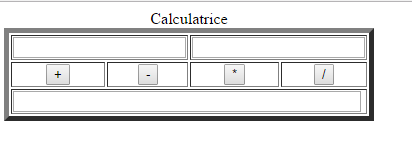 Calculatrice
+ - * /